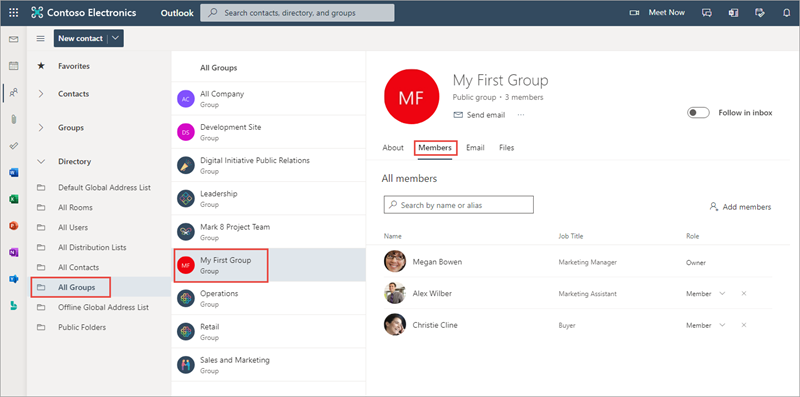 Contoso Electronics
Outlook
Search contacts, directory, and groups
Meet Now
New contact
Favorites
Contacts
Groups
Directory
Default Global Address List
All Rooms
All Users
All Distribution Lists
All Contacts
All Groups
Offline Global Address List
Public Folders
All Groups
AC
All Company
Group
DS
Development Site
Group
Digital Initiative Public Relations
Group
Leadership
Group
Mark 8 Project Team
Group
MF
My First Group
Group
Operations
Group
Retail
Group
Sales and Marketing
Group
MF
My First Group
Public group • 3 members
Send email ...
Follow in inbox
About Members Email Files
All members
Search by name or alias
Add members
Name Job Title Role
Megan Bowen Marketing Manager Owner
Alex Wilber Marketing Assistant Member
Christie Cline Buyer Member